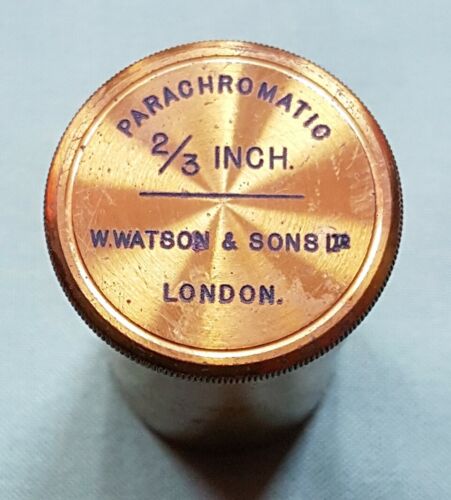 PARACHROMATIC
2/3 INCH.
W.WATSON & SONS LTD
LONDON.